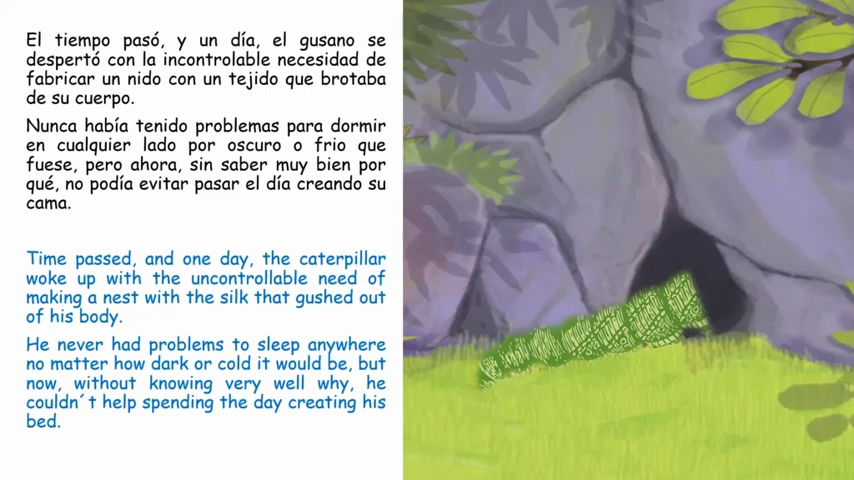 El tiempo pasó, y un día, el gusano se
despertó con la incontrolable necesidad de
fabricar un nido con un tejido que brotaba
de su cuerpo.
Nunca había tenido problemas para dormir
en cualquier lado por oscuro o frio que
fuese, pero ahora, sin saber muy bien por
qué, no podía evitar pasar el día creando su
cama.
Time passed, and one day, the caterpillar
woke up with the uncontrollable need of
making a nest with the silk that gushed out
of his body.
He never had problems to sleep anywhere
no matter how dark or cold it would be, but
now, without knowing very well why, he
couldn´t help spending the day creating his
bed.